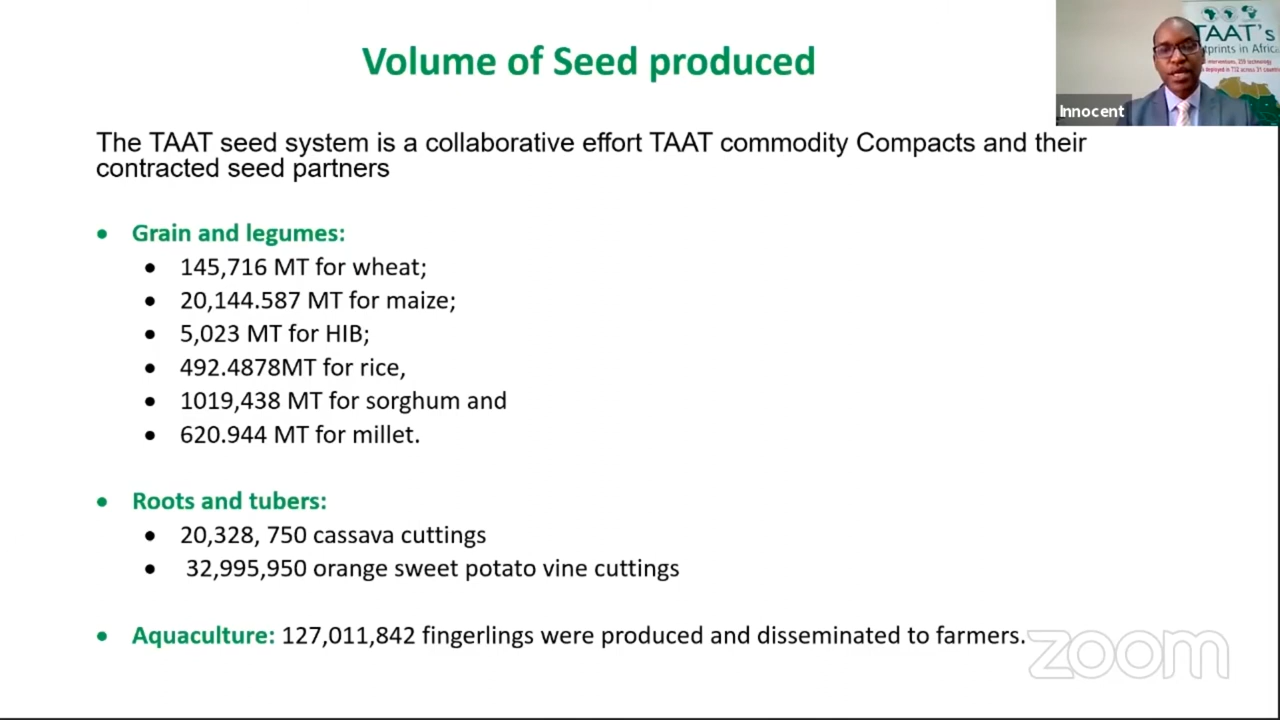 Volume of Seed produced
TAAT's
tprints in Africa
Innocent
The TAAT seed system is a collaborative effort TAAT commodity Compacts and their
contracted seed partners
• Grain and legumes:
• 145,716 MT for wheat;
• 20,144.587 MT for maize;
• 5,023 MT for HIB;
• 492.4878MT for rice,
• 1019,438 MT for sorghum and
• 620.944 MT for millet.
• Roots and tubers:
• 20,328, 750 cassava cuttings
• 32,995,950 orange sweet potato vine cuttings
• Aquaculture: 127,011,842 fingerlings were produced and disseminated to farmers.
zoom